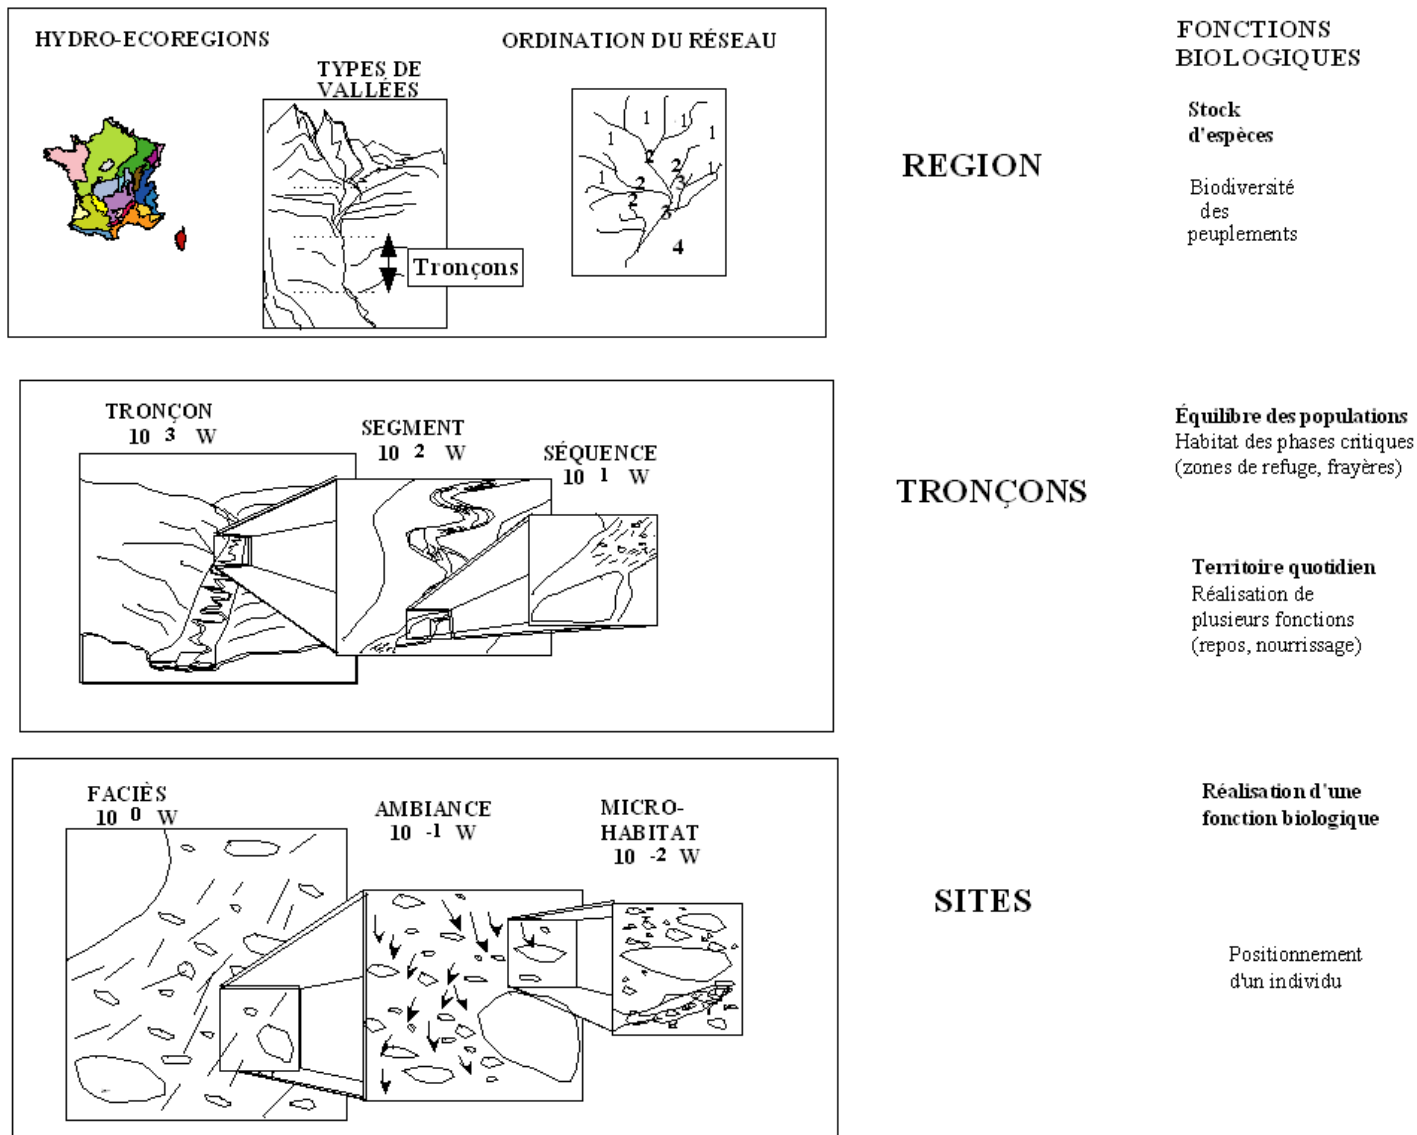 HYDRO-ECOREGIONS
TYPES DE
VALLÉES
ORDINATION DU RÉSEAU
1
1
1
1
1
2
2
1
1
2
3
2
3
4
Tronçons
REGION
FONCTIONS
BIOLOGIQUES
Stock
d'espèces
Biodiversité
des
peuplements
TRONÇON
10 3 W
SEGMENT
10 2 W
SÉQUENCE
10 1 W
TRONÇONS
Équilibre des populations
Habitat des phases critiques
(zones de refuge, frayères)
Territoire quotidien
Réalisation de
plusieurs fonctions
(repos, nourrissage)
FACIÈS
10 0 W
AMBIANCE
10 -1 W
MICRO-
HABITAT
10 -2 W
SITES
Réalisation d'une
fonction biologique
Positionnement
d'un individu